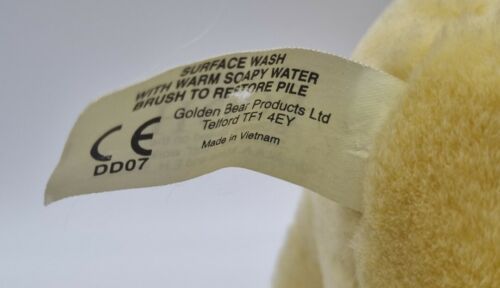 SURFACE WASH
WITH WARM SOAPY WATER
BRUSH TO RESTORE PILE
Golden Bear Products Ltd
Telford TF1 4EY
Made in Vietnam
CE
DD07